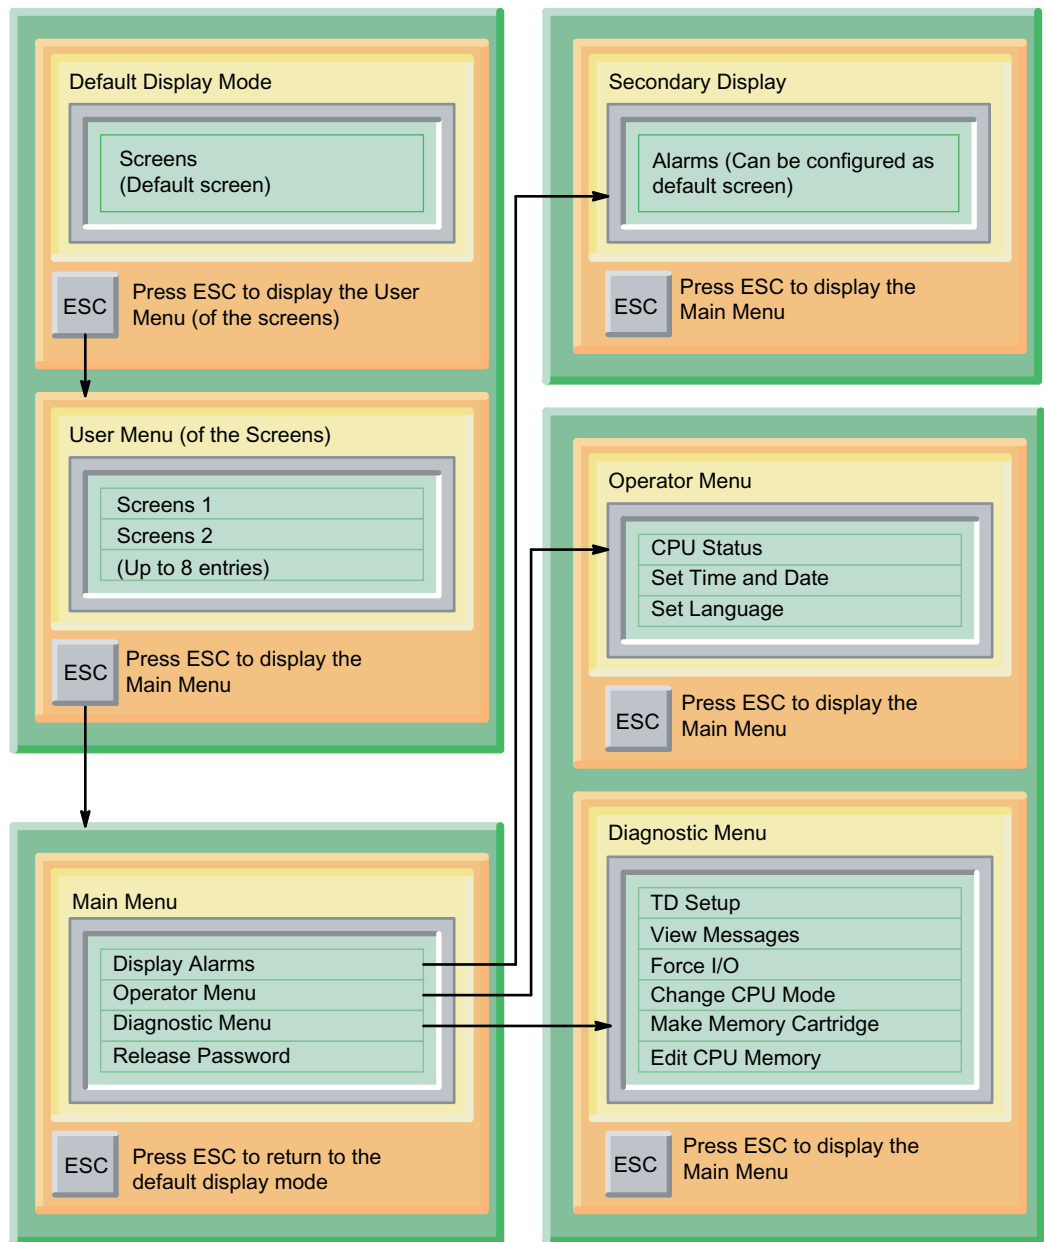 Default Display Mode
Screens
(Default screen)
ESC
Press ESC to display the User
Menu (of the screens)
User Menu (of the Screens)
Screens 1
Screens 2
(Up to 8 entries)
ESC
Press ESC to display the
Main Menu
Main Menu
Display Alarms
Operator Menu
Diagnostic Menu
Release Password
ESC
Press ESC to return to the
default display mode
Secondary Display
Alarms (Can be configured as
default screen)
ESC
Press ESC to display the
Main Menu
Operator Menu
CPU Status
Set Time and Date
Set Language
ESC
Press ESC to display the
Main Menu
Diagnostic Menu
TD Setup
View Messages
Force I/O
Change CPU Mode
Make Memory Cartridge
Edit CPU Memory
ESC
Press ESC to display the
Main Menu